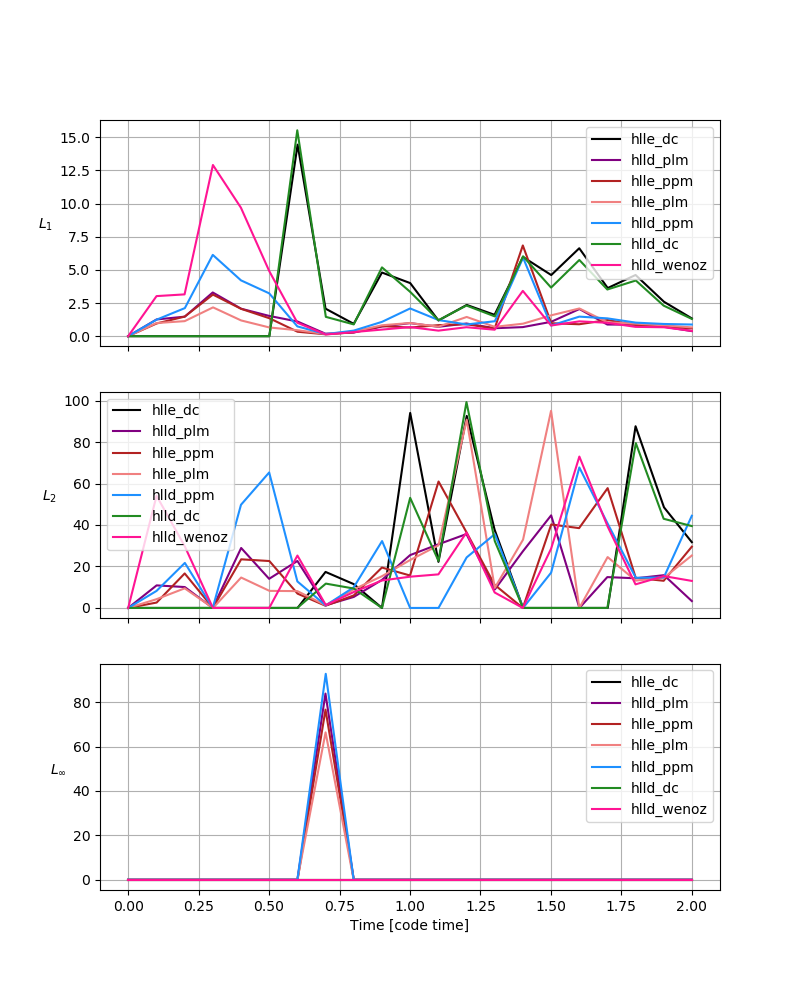 15.0
12.5
10.0
7.5
5.0
2.5
0.0
L₁
hlle_dc
hlld_plm
hlle_ppm
hlle_plm
hlld_ppm
hlld_dc
hlld_wenoz
100
80
60
40
20
0
L₂
hlle_dc
hlld_plm
hlle_ppm
hlle_plm
hlld_ppm
hlld_dc
hlld_wenoz
80
60
40
20
0
L∞
hlle_dc
hlld_plm
hlle_ppm
hlle_plm
hlld_ppm
hlld_dc
hlld_wenoz
0.00 0.25 0.50 0.75 1.00 1.25 1.50 1.75 2.00
Time [code time]